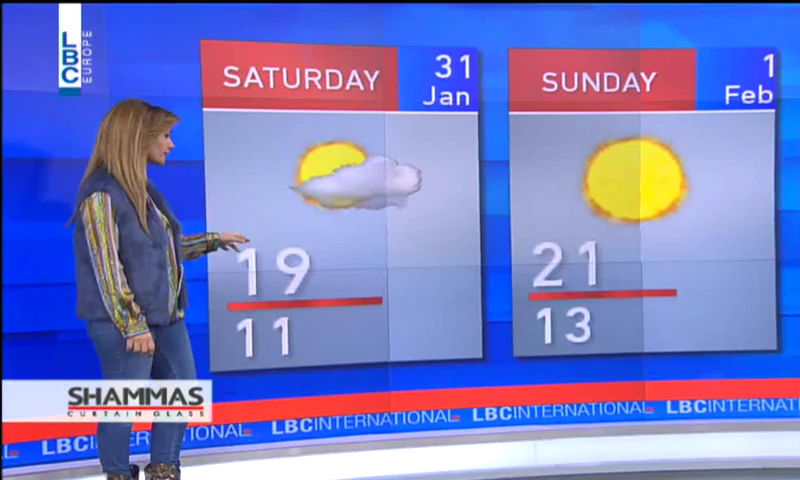 LBC
EUROPE
SATURDAY
31
Jan
19
11
SUNDAY
1
Feb
21
13
SHAMMAS
CURTAIN GLASS
LBCINTERNATIONAL LBCINTERNATIONAL LBCINTERNATIONAL LBCINTERNATIONAL